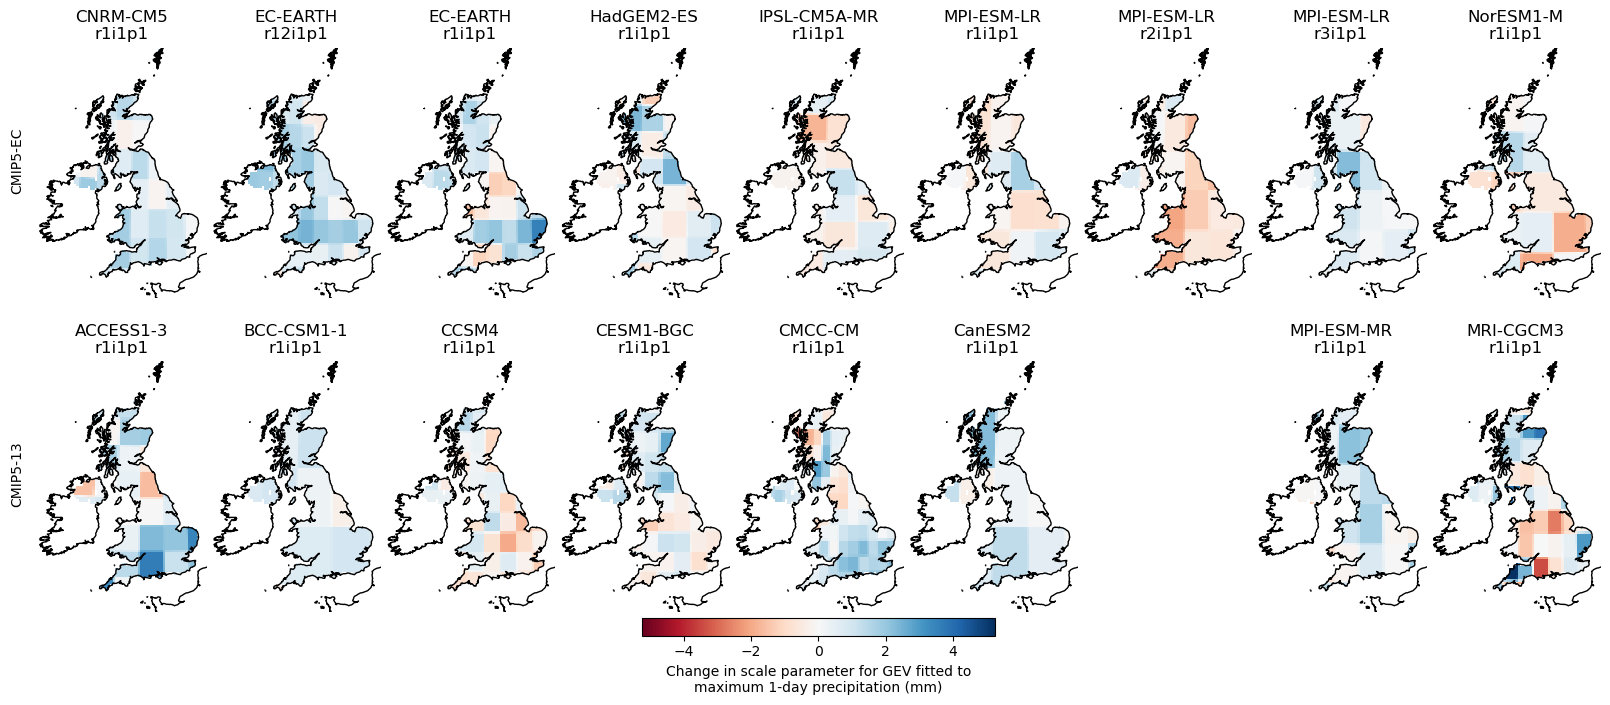 CNRM-CM5
r1i1p1
EC-EARTH
r12i1p1
EC-EARTH
r1i1p1
HadGEM2-ES
r1i1p1
IPSL-CM5A-MR
r1i1p1
MPI-ESM-LR
r1i1p1
MPI-ESM-LR
r2i1p1
MPI-ESM-LR
r3i1p1
NorESM1-M
r1i1p1
CMIP5-EC
ACCESS1-3
r1i1p1
BCC-CSM1-1
r1i1p1
CCSM4
r1i1p1
CESM1-BGC
r1i1p1
CMCC-CM
r1i1p1
CanESM2
r1i1p1
MPI-ESM-MR
r1i1p1
MRI-CGCM3
r1i1p1
CMIP5-13
−4 −2 0 2 4
Change in scale parameter for GEV fitted to
maximum 1-day precipitation (mm)